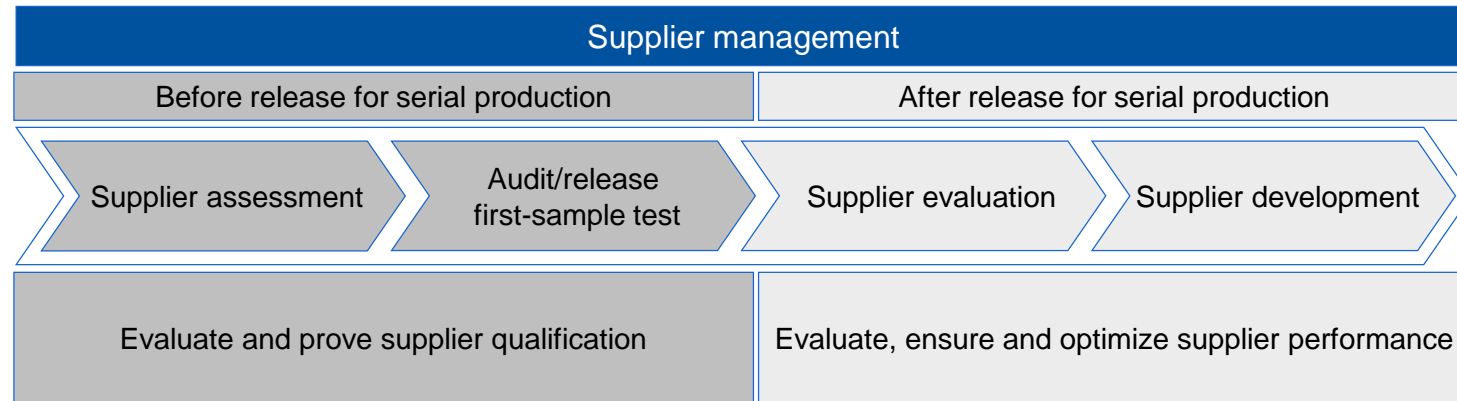 Supplier management
Before release for serial production
After release for serial production
Supplier assessment
Audit/release
first-sample test
Supplier evaluation
Supplier development
Evaluate and prove supplier qualification
Evaluate, ensure and optimize supplier performance